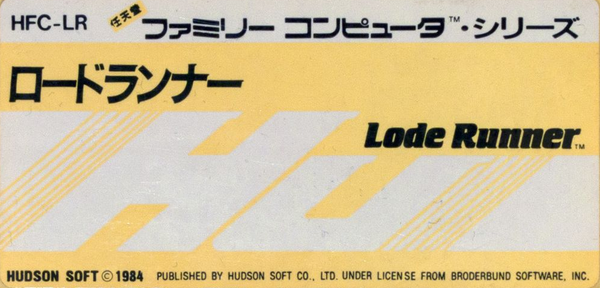 HFC-LR 任天堂 ファミリー コンピュータ™・シリーズ
ロードランナー
Lode Runner™
HUDSON SOFT © 1984 PUBLISHED BY HUDSON SOFT CO., LTD. UNDER LICENSE FROM BRODERBUND SOFTWARE, INC.